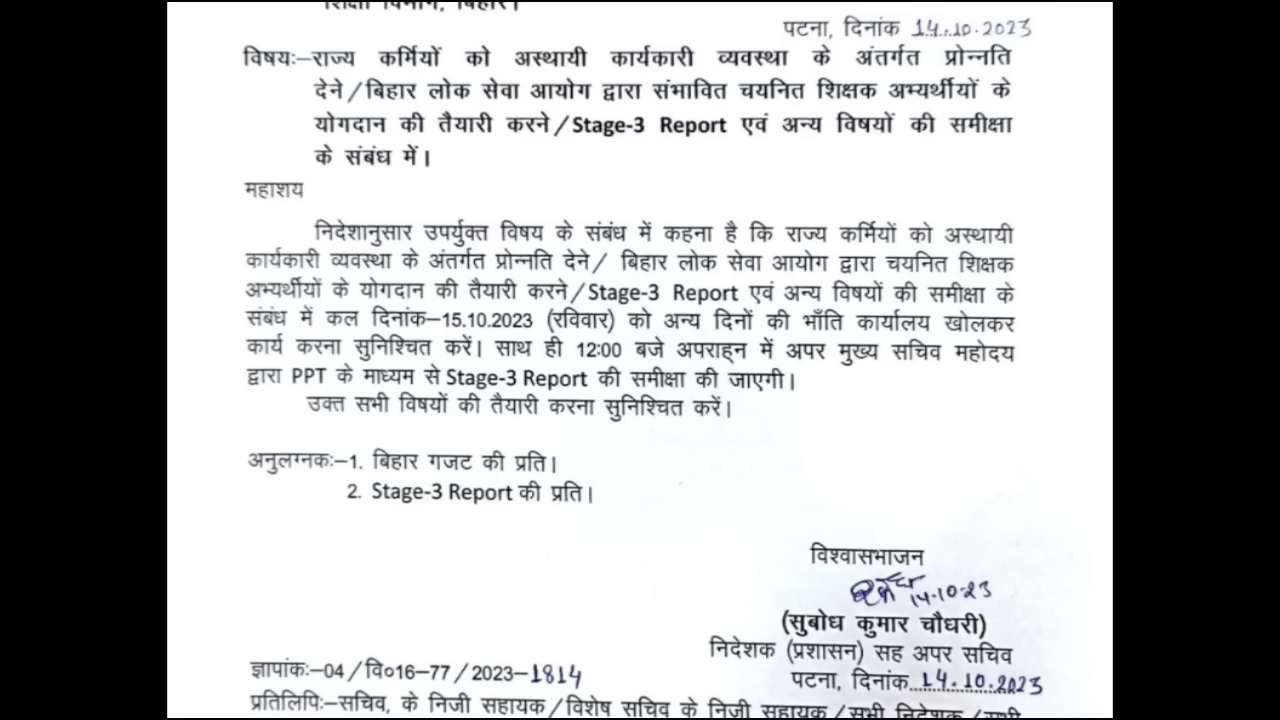 शिक्षा विभाग, बिहार।
पटना, दिनांक 14.10.2023
विषयः–राज्य कर्मियों को अस्थायी कार्यकारी व्यवस्था के अंतर्गत प्रोन्नति
देने/बिहार लोक सेवा आयोग द्वारा संभावित चयनित शिक्षक अभ्यर्थीयों के
योगदान की तैयारी करने/Stage-3 Report एवं अन्य विषयों की समीक्षा
के संबंध में।
महाशय
निदेशानुसार उपर्युक्त विषय के संबंध में कहना है कि राज्य कर्मियों को अस्थायी
कार्यकारी व्यवस्था के अंतर्गत प्रोन्नति देने/ बिहार लोक सेवा आयोग द्वारा चयनित शिक्षक
अभ्यर्थीयों के योगदान की तैयारी करने/Stage-3 Report एवं अन्य विषयों की समीक्षा के
संबंध में कल दिनांक–15.10.2023 (रविवार) को अन्य दिनों की भाँति कार्यालय खोलकर
कार्य करना सुनिश्चित करें। साथ ही 12:00 बजे अपराह्न में अपर मुख्य सचिव महोदय
द्वारा PPT के माध्यम से Stage-3 Report की समीक्षा की जाएगी।
उक्त सभी विषयों की तैयारी करना सुनिश्चित करें।
अनुलग्नकः–1. बिहार गजट की प्रति।
2. Stage-3 Report की प्रति।
विश्वासभाजन
14-10-23
(सुबोध कुमार चौधरी)
निदेशक (प्रशासन) सह अपर सचिव
ज्ञापांकः–04/वि०16–77/2023–1814
पटना, दिनांक 14.10.2023
प्रतिलिपिः–सचिव, के निजी सहायक/विशेष सचिव के निजी सहायक/सभी निदेशक/सभी